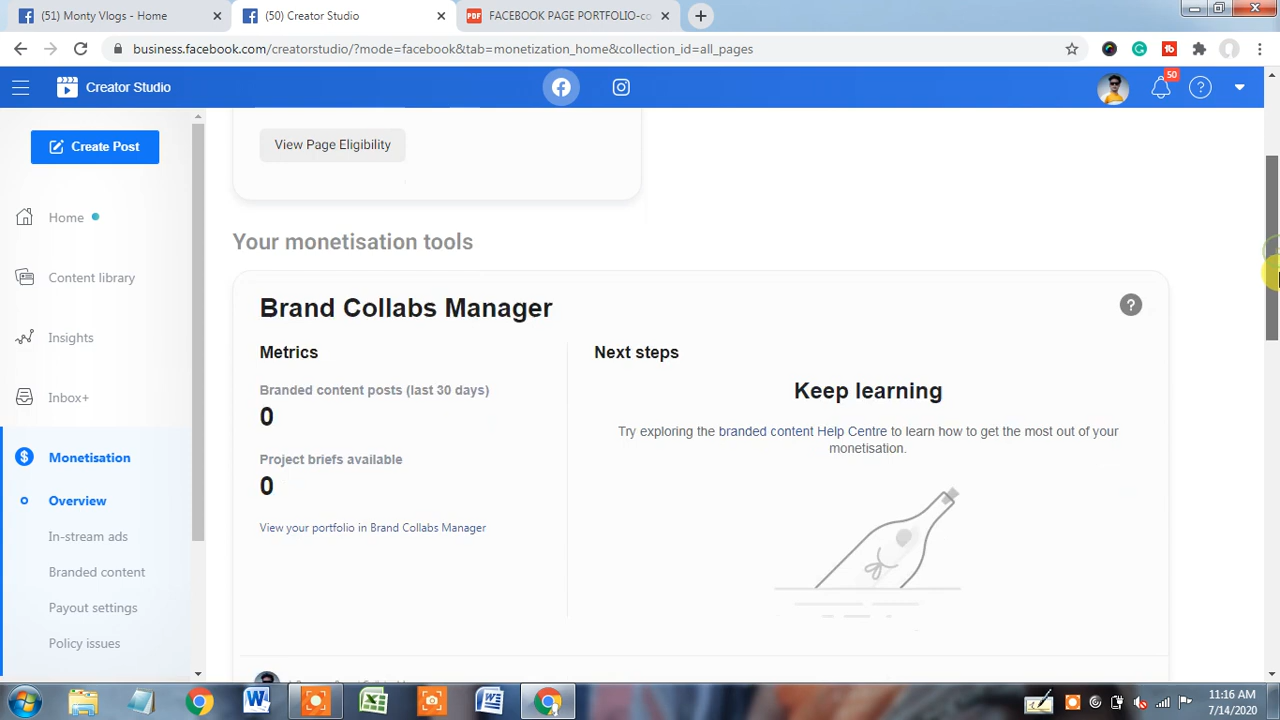 (51) Monty Vlogs - Home
(50) Creator Studio
PDF
FACEBOOK PAGE PORTFOLIO-co
business.facebook.com/creatorstudio/?mode=facebook&tab=monetization_home&collection_id=all_pages
Creator Studio
50
Create Post
Home
Content library
Insights
Inbox+
Monetisation
Overview
In-stream ads
Branded content
Payout settings
Policy issues
View Page Eligibility
Your monetisation tools
Brand Collabs Manager
Metrics
Branded content posts (last 30 days)
0
Project briefs available
0
View your portfolio in Brand Collabs Manager
Next steps
Keep learning
Try exploring the branded content Help Centre to learn how to get the most out of your
monetisation.
11:16 AM
7/14/2020